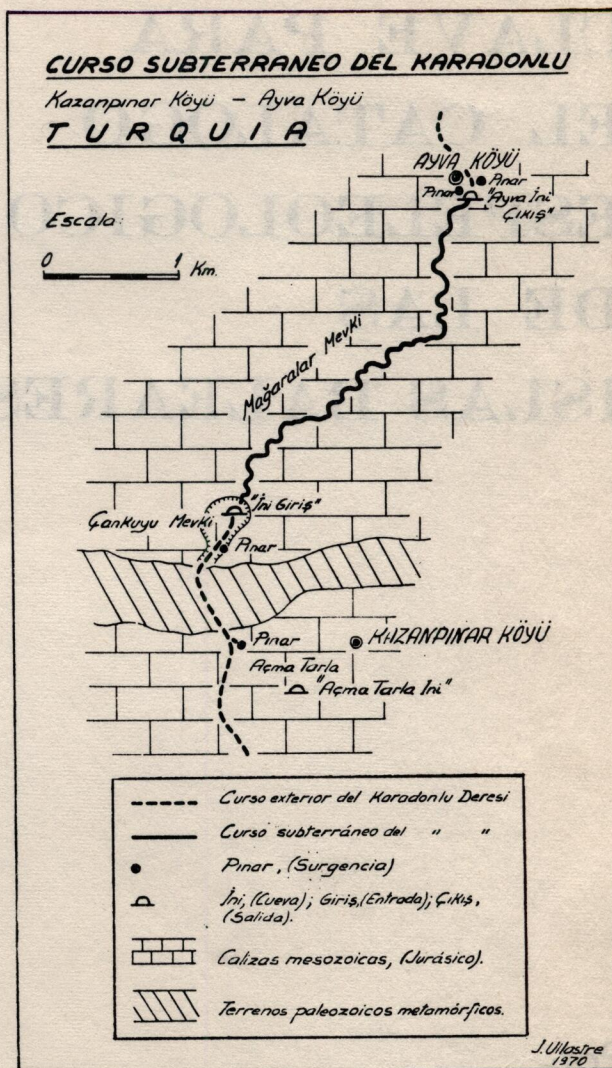 CURSO SUBTERRANEO DEL KARADONLU
Kazanpınar Köyü – Ayva Köyü
TURQUIA
Escala:
0 1 Km.
AYVA KÖYÜ
Pınar
Pınar
"Ayva İni
Çıkış"
Mağaralar Mevki
"İni Giriş"
Çankuyu Mevki
Pınar
Pınar
KAZANPINAR KÖYÜ
Açma Tarla
"Açma Tarla İni"
Curso exterior del Karadonlu Deresi
Curso subterráneo del " "
Pınar, (Surgencia)
İni, (Cueva); Giriş, (Entrada); Çıkış,
(Salida).
Calizas mesozoicas, (Jurásico).
Terrenos paleozoicos metamórficos.
J. Vilastre
1970